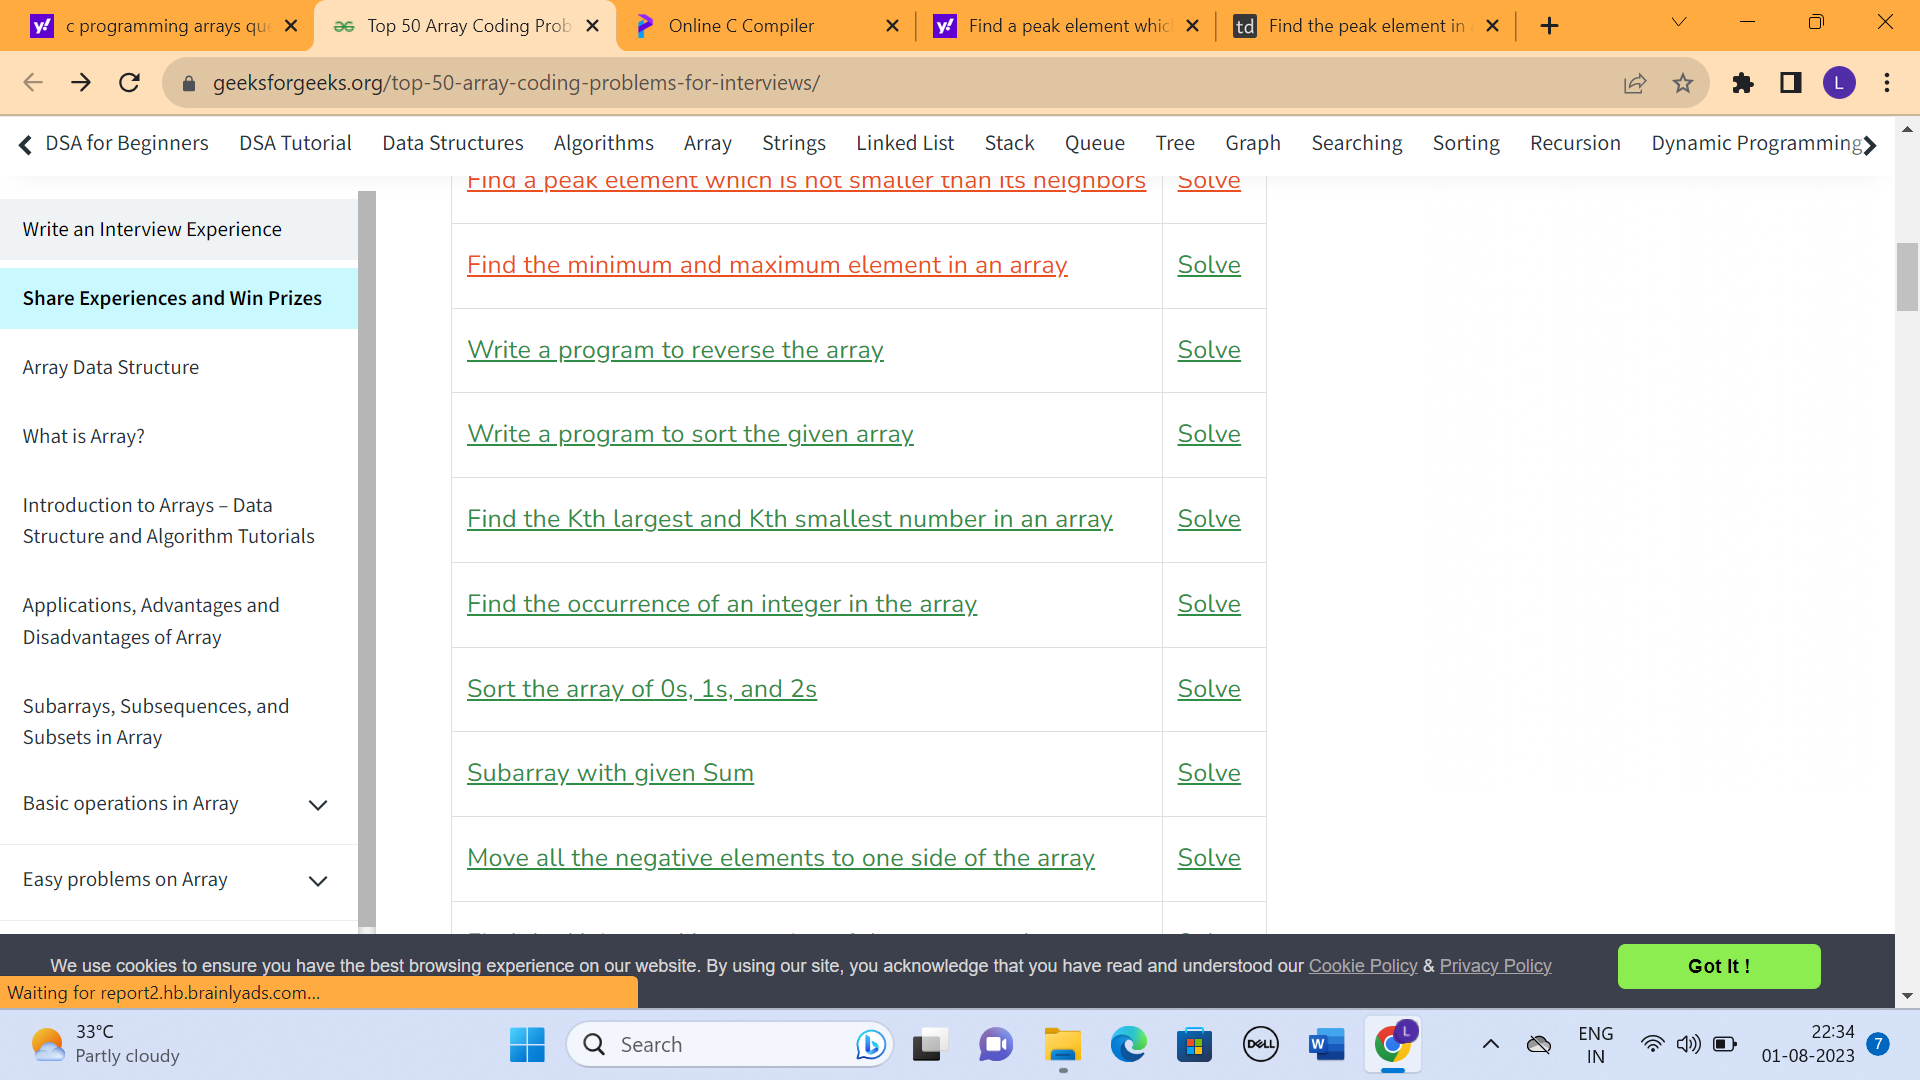 c programming arrays qu
Top 50 Array Coding Prob
Online C Compiler
Find a peak element whic
td
Find the peak element in
geeksforgeeks.org/top-50-array-coding-problems-for-interviews/
L
DSA for Beginners
DSA Tutorial
Data Structures
Algorithms
Array
Strings
Linked List
Stack
Queue
Tree
Graph
Searching
Sorting
Recursion
Dynamic Programming
Write an Interview Experience
Share Experiences and Win Prizes
Array Data Structure
What is Array?
Introduction to Arrays – Data
Structure and Algorithm Tutorials
Applications, Advantages and
Disadvantages of Array
Subarrays, Subsequences, and
Subsets in Array
Basic operations in Array
Easy problems on Array
Find a peak element which is not smaller than its neighbors
Solve
Find the minimum and maximum element in an array
Solve
Write a program to reverse the array
Solve
Write a program to sort the given array
Solve
Find the Kth largest and Kth smallest number in an array
Solve
Find the occurrence of an integer in the array
Solve
Sort the array of 0s, 1s, and 2s
Solve
Subarray with given Sum
Solve
Move all the negative elements to one side of the array
Solve
We use cookies to ensure you have the best browsing experience on our website. By using our site, you acknowledge that you have read and understood our Cookie Policy & Privacy Policy
Got It !
Waiting for report2.hb.brainlyads.com...
33°C
Partly cloudy
Search
DELL
W
L
ENG
IN
22:34
01-08-2023
7